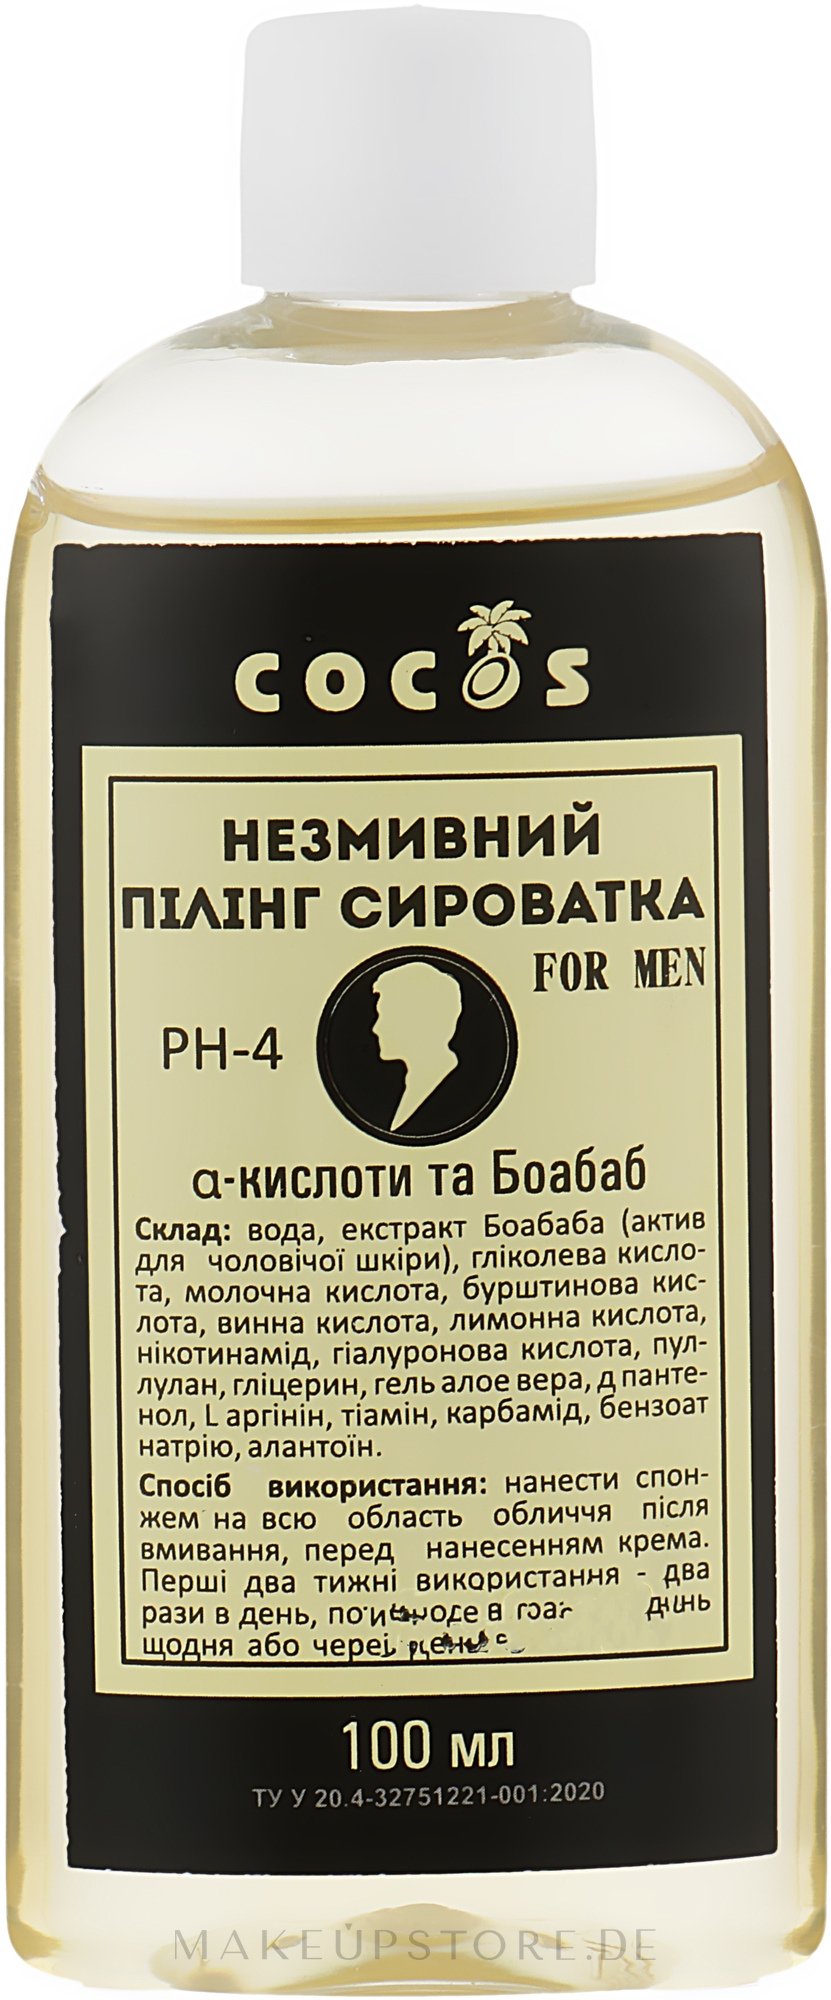 COCOS
НЕЗМИВНИЙ
ПІЛІНГ СИРОВАТКА
FOR MEN
PH-4
α-кислоти та Боабаб
Склад: вода, екстракт Боабаба (актив
для чоловічої шкіри), гліколева кисло-
та, молочна кислота, бурштинова кис-
лота, винна кислота, лимонна кислота,
нікотинамід, гіалуронова кислота, пул-
лулан, гліцерин, гель алое вера, д панте-
нол, L аргінін, тіамін, карбамід, бензоат
натрію, алантоїн.
Спосіб використання: нанести спон-
жем на всю область обличчя після
вмивання, перед нанесенням крема.
Перші два тижні використання - два
рази в день, в
щодня або через
100 мл
ТУ У 20.4-32751221-001:2020
MAKEUPSTORE.DE